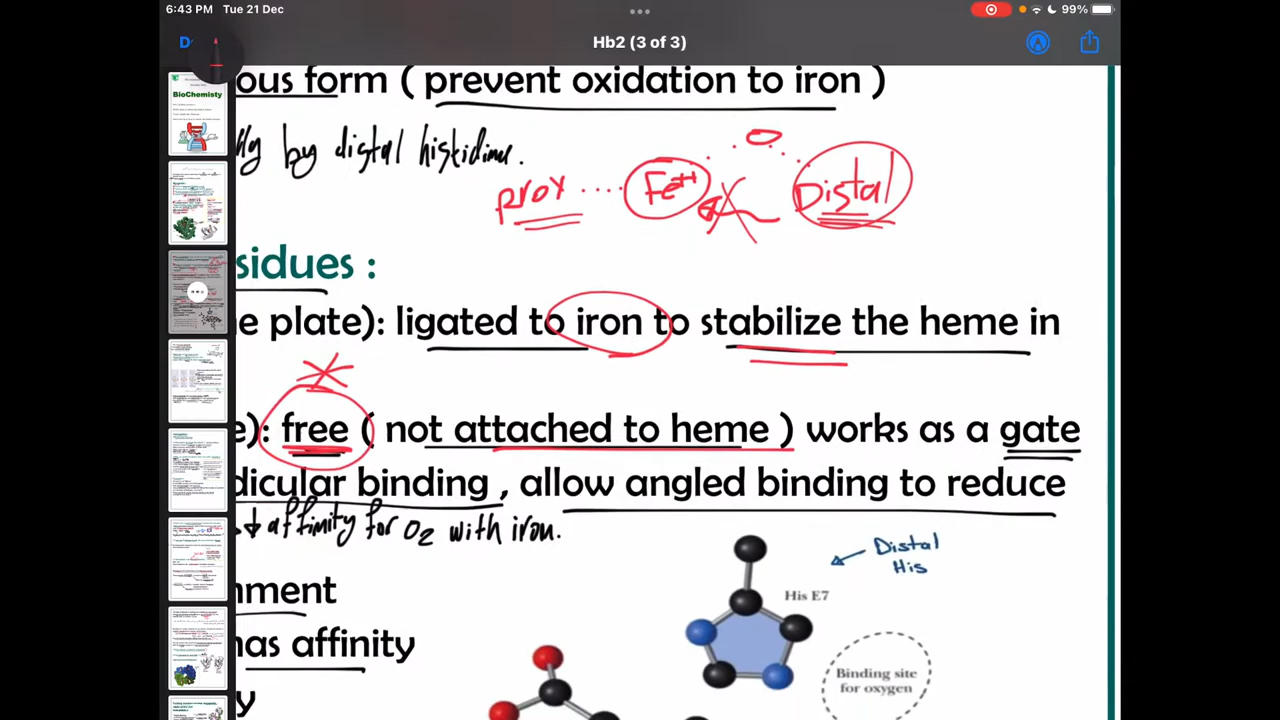 6:43 PM Tue 21 Dec
99%
Hb2 (3 of 3)
BioChemisty
ous form ( prevent oxidation to iron )
by distal histidine.
prox .... Fe++ Distal
sidues :
e plate): ligated to iron to stabilize the heme in
e): free ( not attached to heme ) works as a gate
dicular binding , allow angled binding to reduce
affinity for O2 with iron.
Distal
His
nment
His E7
has affinity
Binding site
for oxygen
y